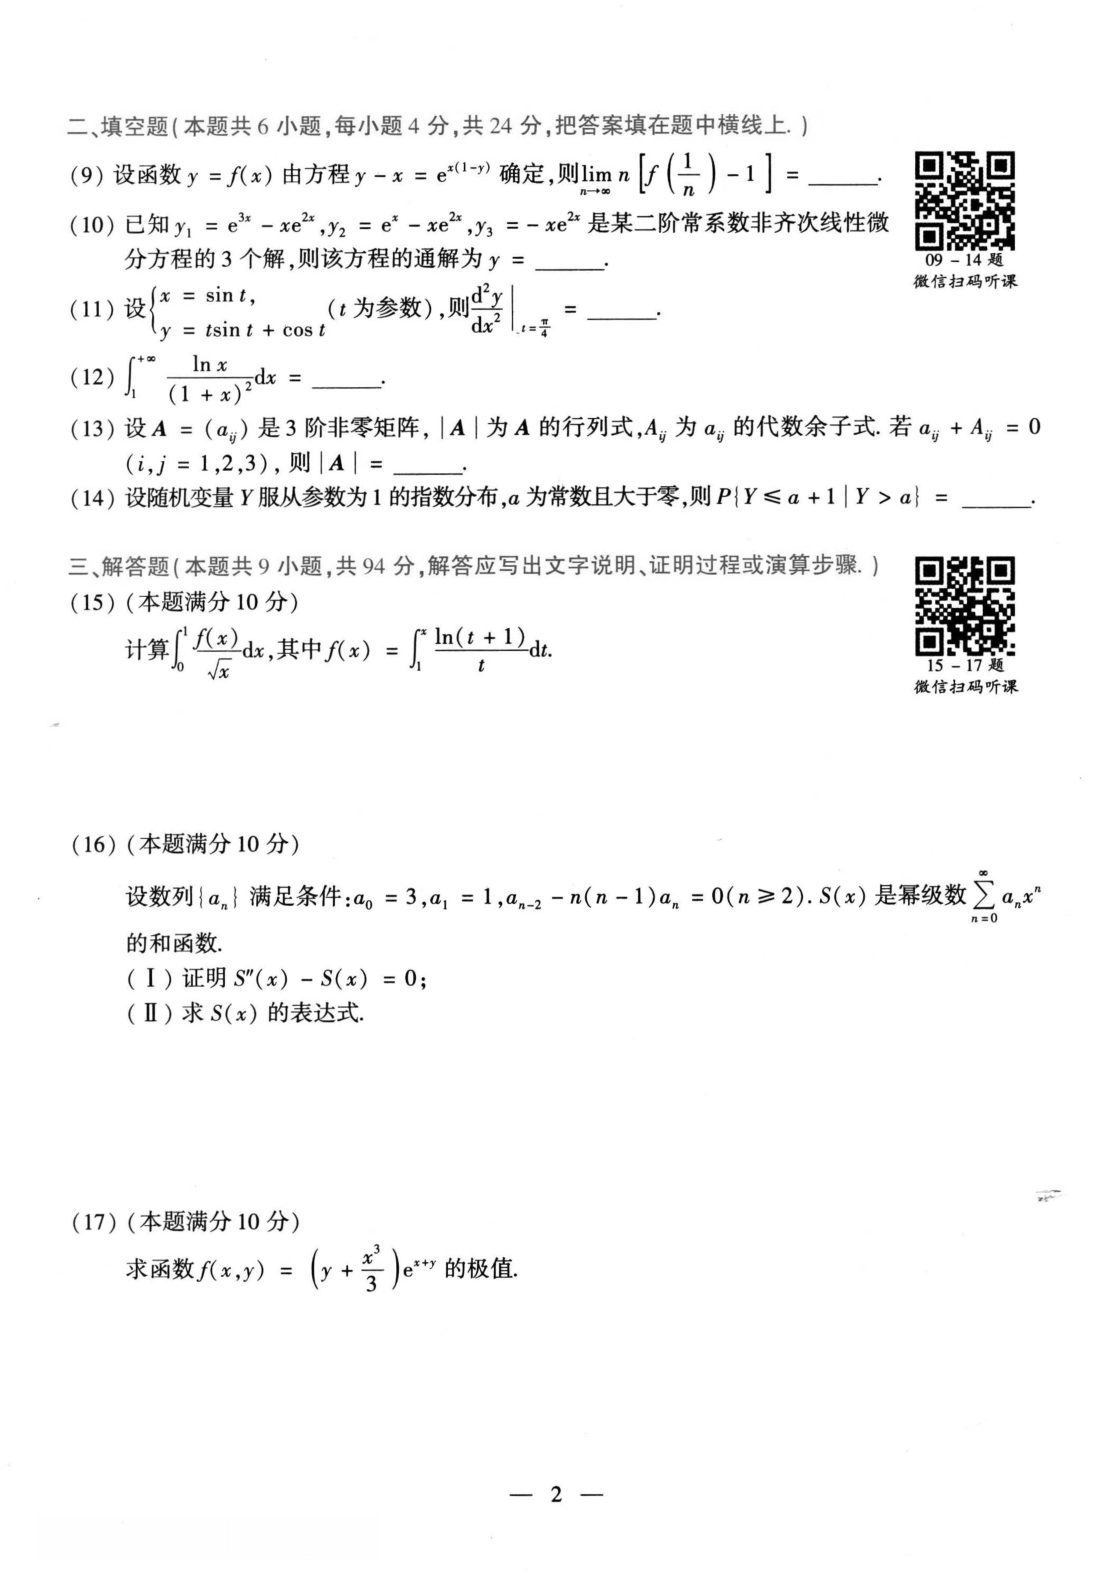 二、填空题(本题共6小题,每小题4分,共24分,把答案填在题中横线上.)
(9) 设函数 y = f(x) 由方程 y − x = e^{x(1−y)} 确定,则 lim_{n→∞} n[f(1/n) − 1] = ______.
(10) 已知 y₁ = e^{3x} − xe^{2x}, y₂ = e^x − xe^{2x}, y₃ = − xe^{2x} 是某二阶常系数非齐次线性微
分方程的3个解,则该方程的通解为 y = ______.
(11) 设{x = sin t, y = tsin t + cos t (t 为参数),则 d²y/dx² |_{t=π/4} = ______.
(12) ∫_1^{+∞} ln x/(1 + x)² dx = ______.
(13) 设 A = (a_{ij}) 是3阶非零矩阵, |A| 为 A 的行列式, A_{ij} 为 a_{ij} 的代数余子式. 若 a_{ij} + A_{ij} = 0
(i,j = 1,2,3), 则 |A| = ______.
(14) 设随机变量 Y 服从参数为1的指数分布,a 为常数且大于零,则 P{Y ≤ a + 1 | Y > a} = ______.
09 − 14 题
微信扫码听课
三、解答题(本题共9小题,共94分,解答应写出文字说明、证明过程或演算步骤.)
(15) (本题满分10分)
计算 ∫_0^1 f(x)/√x dx,其中 f(x) = ∫_1^x ln(t + 1)/t dt.
15 − 17 题
微信扫码听课
(16) (本题满分10分)
设数列{a_n} 满足条件:a₀ = 3,a₁ = 1,a_{n−2} − n(n − 1)a_n = 0(n ≥ 2). S(x) 是幂级数 ∑_{n=0}^{∞} a_n x^n
的和函数.
(Ⅰ) 证明 S″(x) − S(x) = 0;
(Ⅱ) 求 S(x) 的表达式.
(17) (本题满分10分)
求函数 f(x,y) = (y + x³/3)e^{x+y} 的极值.
— 2 —